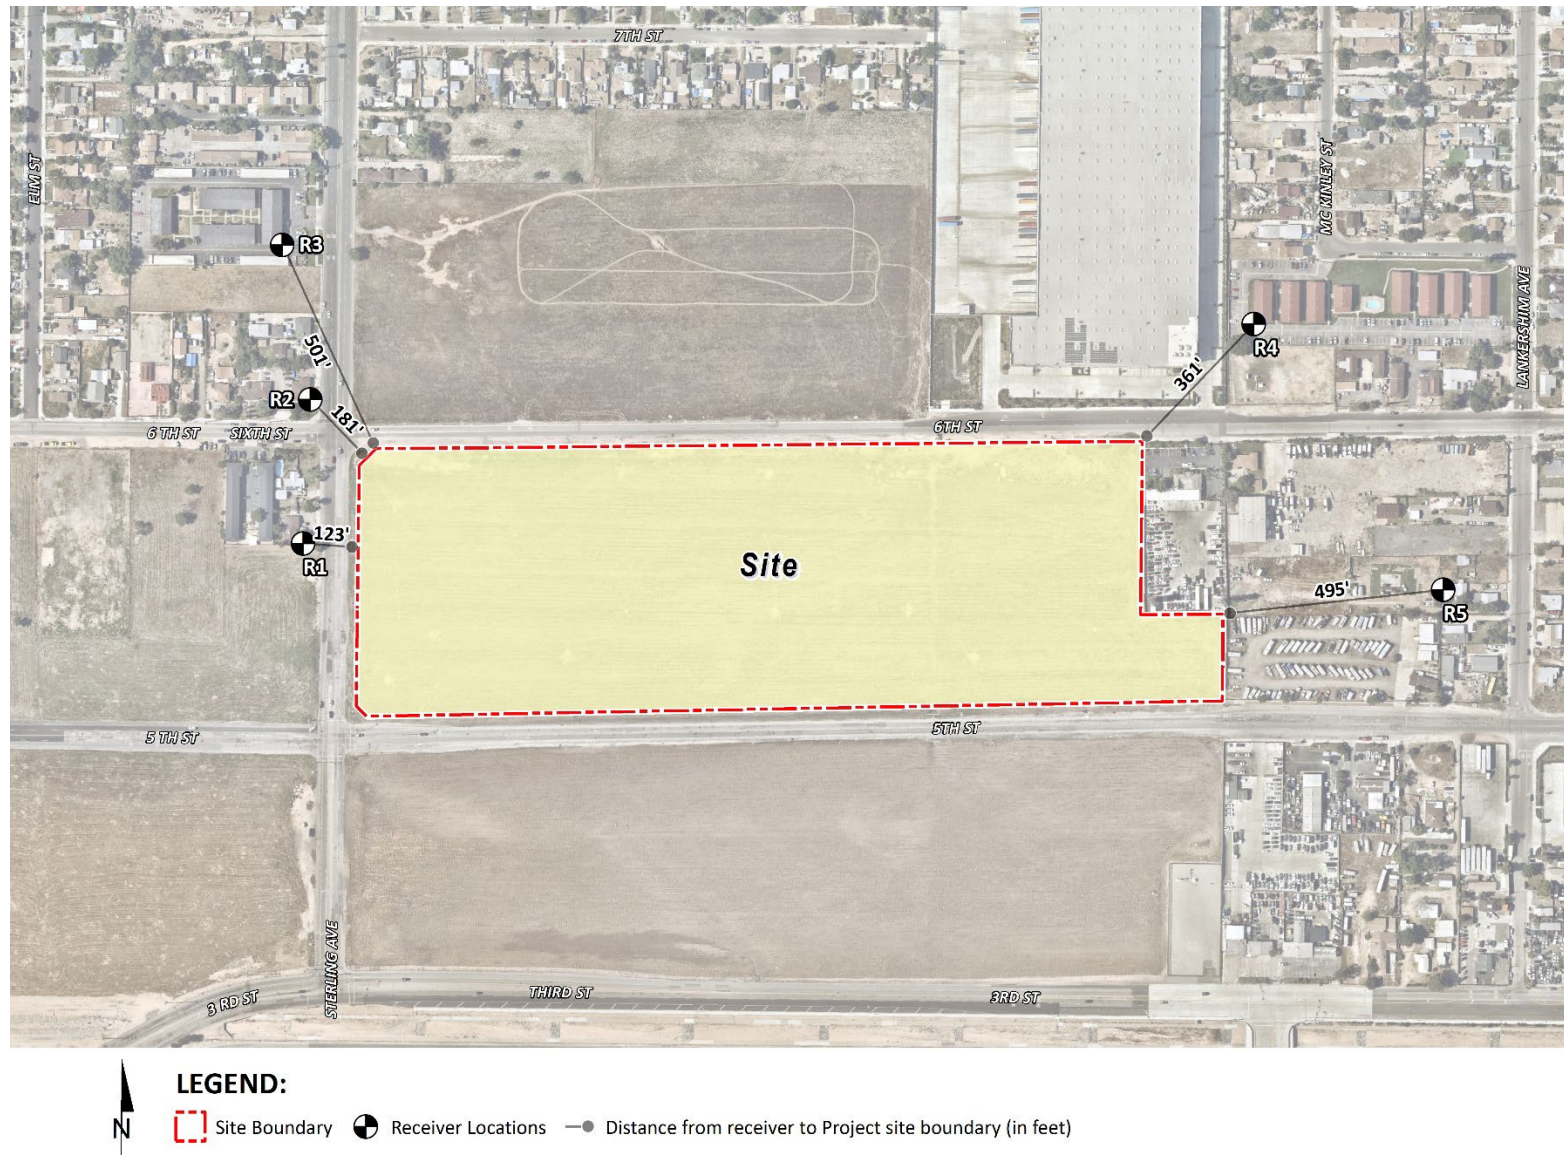 7TH ST
ELM ST
MC KINLEY ST
R3
LANKERSHIM AVE
R4
501'
361'
R2
181'
6 TH ST
SIXTH ST
6TH ST
123'
R1
Site
495'
R5
5 TH ST
5TH ST
STERLING AVE
3 RD ST
THIRD ST
3RD ST
LEGEND:
N
Site Boundary
Receiver Locations
Distance from receiver to Project site boundary (in feet)